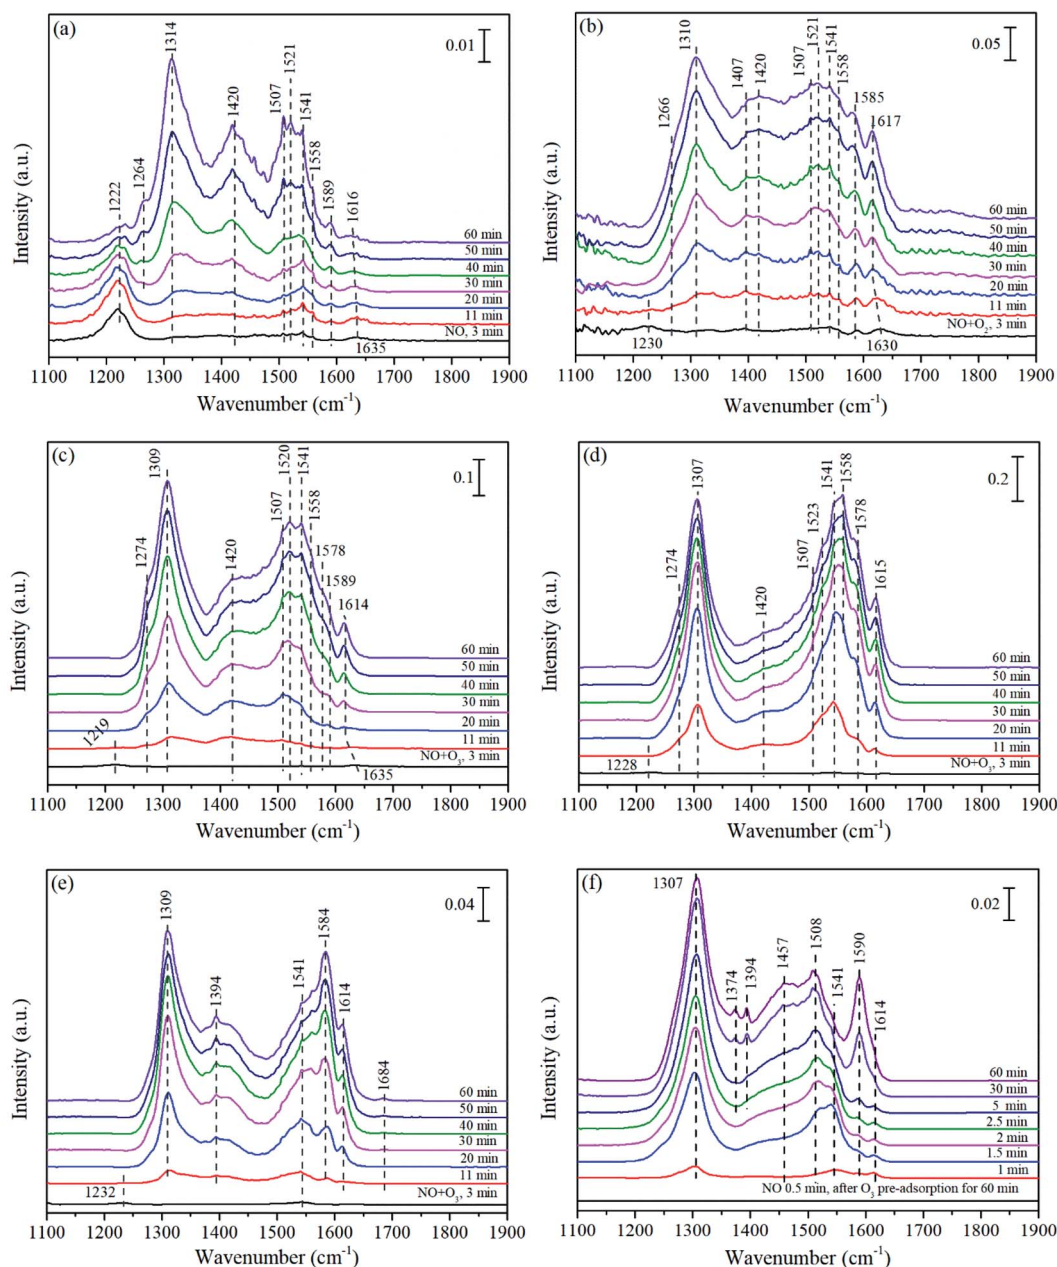 (a)
0.01
1222
1264
1314
1420
1507
1521
1541
1558
1589
1616
60 min
50 min
40 min
30 min
20 min
11 min
NO, 3 min
1635
1100 1200 1300 1400 1500 1600 1700 1800 1900
Wavenumber (cm⁻¹)
Intensity (a.u.)
(b)
0.05
1266
1310
1407
1420
1507
1521
1541
1558
1585
1617
60 min
50 min
40 min
30 min
20 min
11 min
NO+O₂, 3 min
1230
1630
1100 1200 1300 1400 1500 1600 1700 1800 1900
Wavenumber (cm⁻¹)
Intensity (a.u.)
(c)
0.1
1219
1274
1309
1420
1507
1520
1541
1558
1578
1589
1614
60 min
50 min
40 min
30 min
20 min
11 min
NO+O₃, 3 min
1635
1100 1200 1300 1400 1500 1600 1700 1800 1900
Wavenumber (cm⁻¹)
Intensity (a.u.)
(d)
0.2
1228
1274
1307
1420
1507
1523
1541
1558
1578
1615
60 min
50 min
40 min
30 min
20 min
11 min
NO+O₃, 3 min
1100 1200 1300 1400 1500 1600 1700 1800 1900
Wavenumber (cm⁻¹)
Intensity (a.u.)
(e)
0.04
1232
1309
1394
1541
1584
1614
1684
60 min
50 min
40 min
30 min
20 min
11 min
NO+O₃, 3 min
1100 1200 1300 1400 1500 1600 1700 1800 1900
Wavenumber (cm⁻¹)
Intensity (a.u.)
(f)
0.02
1307
1374
1394
1457
1508
1541
1590
1614
60 min
30 min
5 min
2.5 min
2 min
1.5 min
1 min
NO 0.5 min, after O₃ pre-adsorption for 60 min
1100 1200 1300 1400 1500 1600 1700 1800 1900
Wavenumber (cm⁻¹)
Intensity (a.u.)